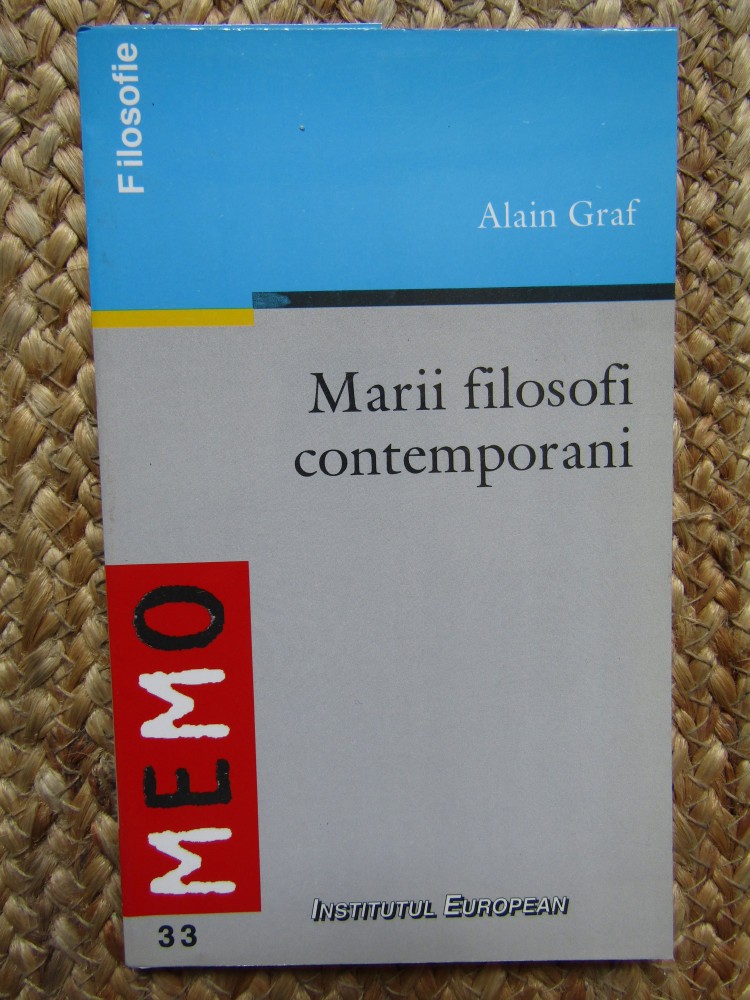 Filosofie
Alain Graf
Marii filosofi
contemporani
MEMO
33
INSTITUTUL EUROPEAN